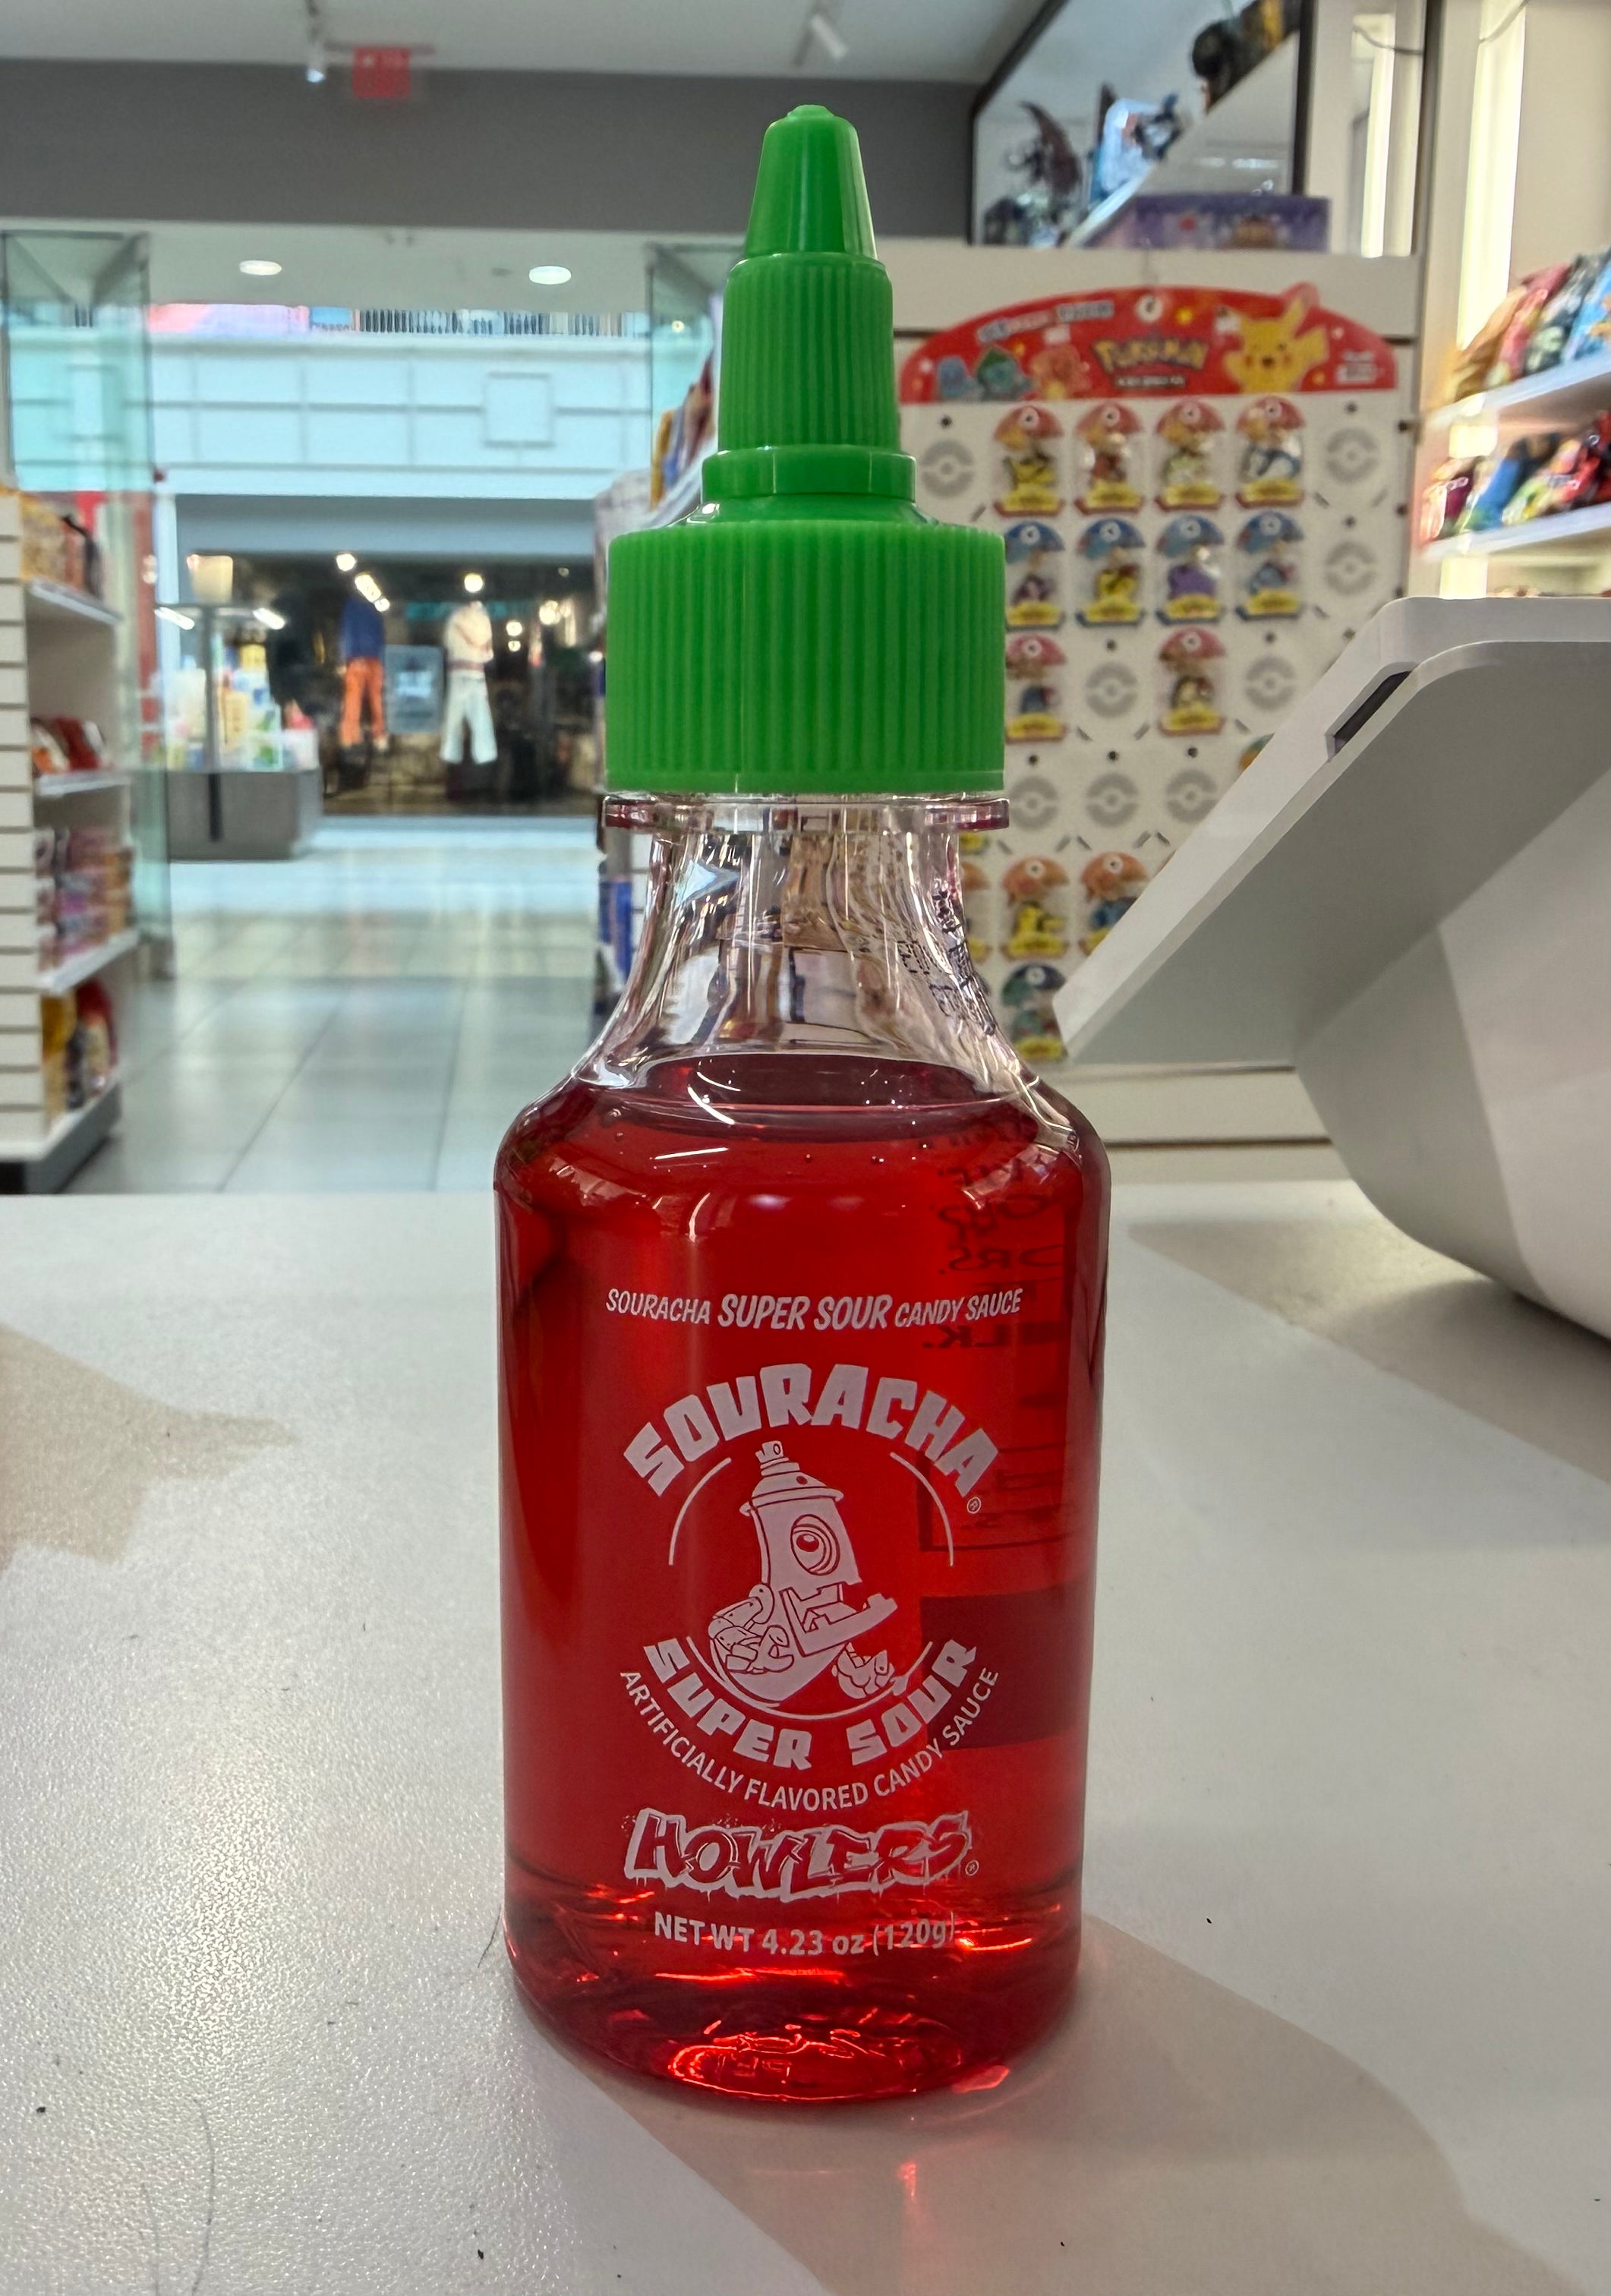 POKÉMON
SOURACHA SUPER SOUR CANDY SAUCE
SOURACHA®
SUPER SOUR
ARTIFICIALLY FLAVORED CANDY SAUCE
HOWLERS®
NET WT 4.23 oz (120g)